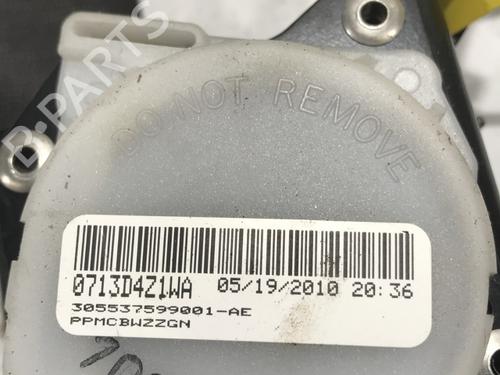 B-PARTS
DO NOT REMOVE
0713D4Z1WA 05/19/2010 20:36
305537599001-AE
PPMCBWZZGN